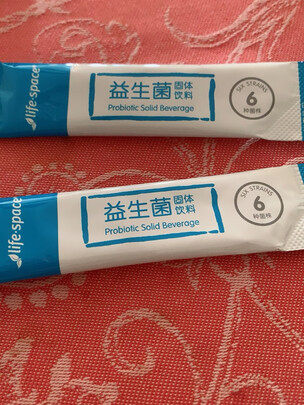 life·space
益生菌 固体饮料
Probiotic Solid Beverage
SIX STRAINS
6
种菌株
life·space
益生菌 固体饮料
Probiotic Solid Beverage
SIX STRAINS
6
种菌株